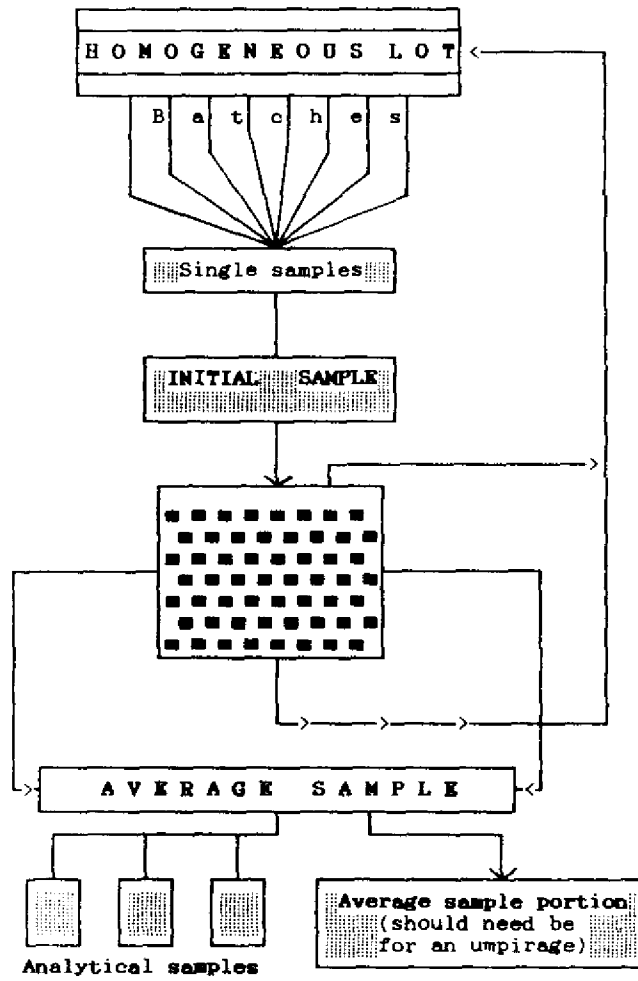 HOMOGENEOUS LOT
Batches
Single samples
INITIAL SAMPLE
AVERAGE SAMPLE
Average sample portion
(should need be
for an umpirage)
Analytical samples